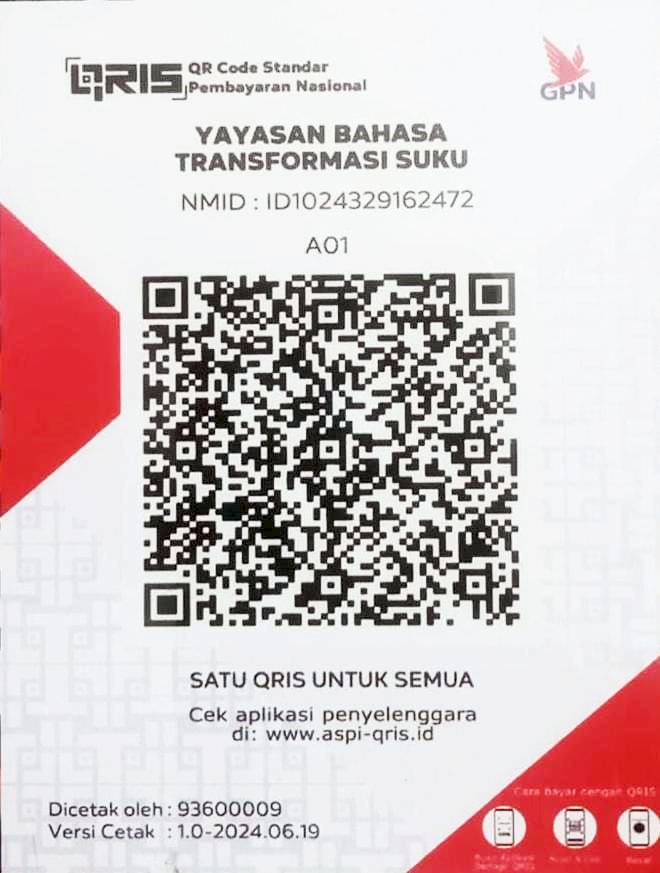 QRIS
QR Code Standar
Pembayaran Nasional
GPN
YAYASAN BAHASA
TRANSFORMASI SUKU
NMID : ID1024329162472
A01
SATU QRIS UNTUK SEMUA
Cek aplikasi penyelenggara
di: www.aspi-qris.id
Dicetak oleh : 93600009
Versi Cetak : 1.0-2024.06.19
Cara bayar dengan QRIS